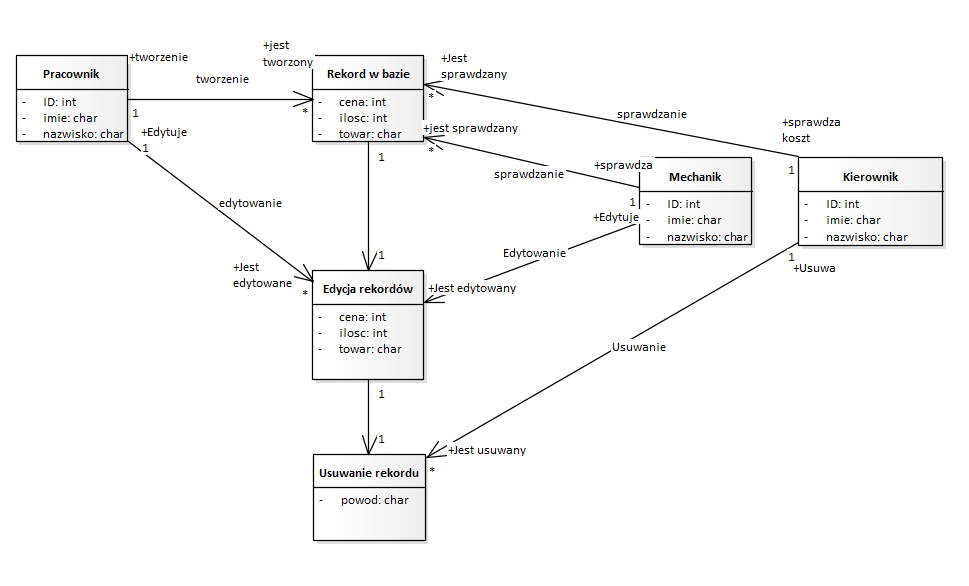 +tworzenie
+jest
tworzony
tworzenie
Pracownik
- ID: int
- imie: char
- nazwisko: char
1
*
Rekord w bazie
- cena: int
- ilosc: int
- towar: char
+Jest
sprawdzany
*
sprawdzanie
+sprawdza
koszt
1
+jest sprawdzany
*
sprawdzanie
+sprawdza
1
Mechanik
- ID: int
- imie: char
- nazwisko: char
Kierownik
- ID: int
- imie: char
- nazwisko: char
+Edytuje
1
edytowanie
+Jest
edytowane
*
1
1
+Edytuje
Edytowanie
+Jest edytowany
1
+Usuwa
Edycja rekordów
- cena: int
- ilosc: int
- towar: char
Usuwanie
1
1
+Jest usuwany
*
Usuwanie rekordu
- powod: char